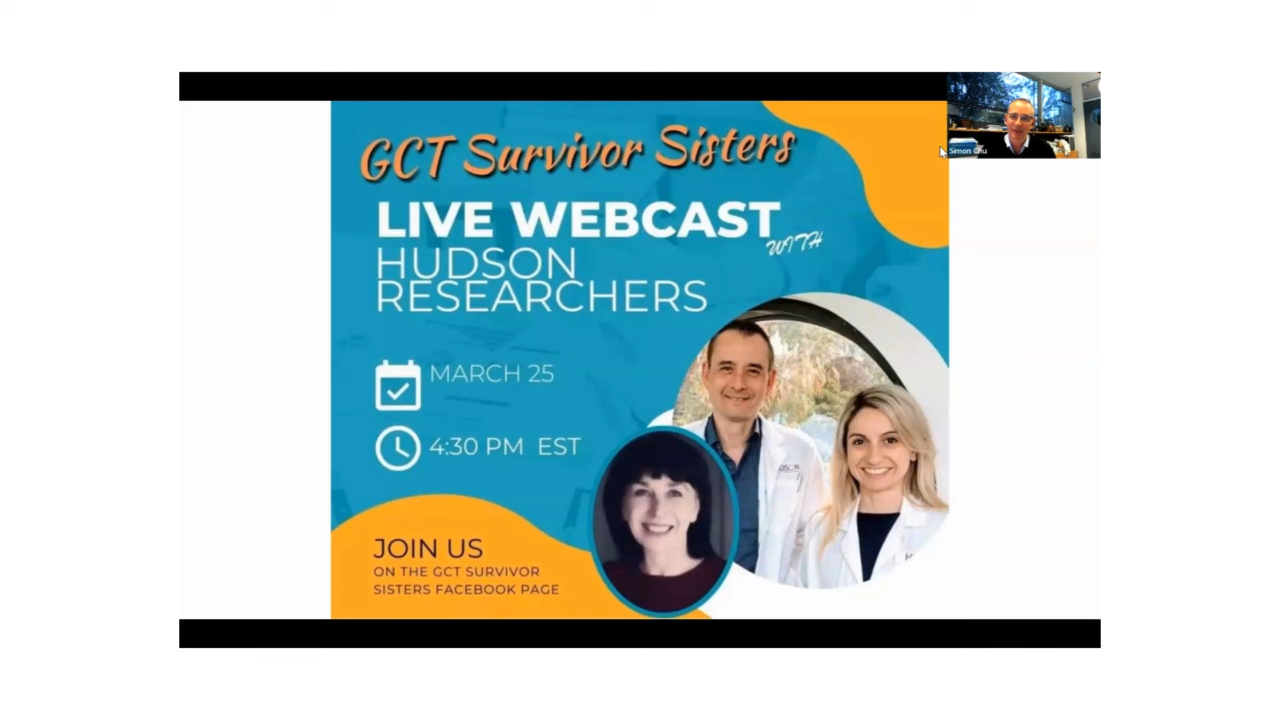 GCT Survivor Sisters
LIVE WEBCAST
WITH
HUDSON
RESEARCHERS
MARCH 25
4:30 PM EST
JOIN US
ON THE GCT SURVIVOR
SISTERS FACEBOOK PAGE
Simon Chu